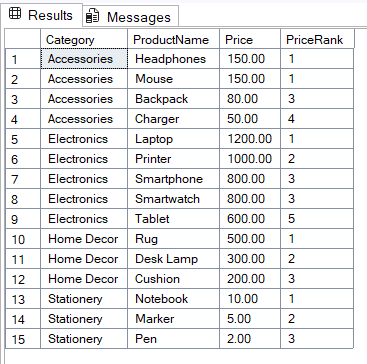 Results Messages
Category ProductName Price PriceRank
1 Accessories Headphones 150.00 1
2 Accessories Mouse 150.00 1
3 Accessories Backpack 80.00 3
4 Accessories Charger 50.00 4
5 Electronics Laptop 1200.00 1
6 Electronics Printer 1000.00 2
7 Electronics Smartphone 800.00 3
8 Electronics Smartwatch 800.00 3
9 Electronics Tablet 600.00 5
10 Home Decor Rug 500.00 1
11 Home Decor Desk Lamp 300.00 2
12 Home Decor Cushion 200.00 3
13 Stationery Notebook 10.00 1
14 Stationery Marker 5.00 2
15 Stationery Pen 2.00 3